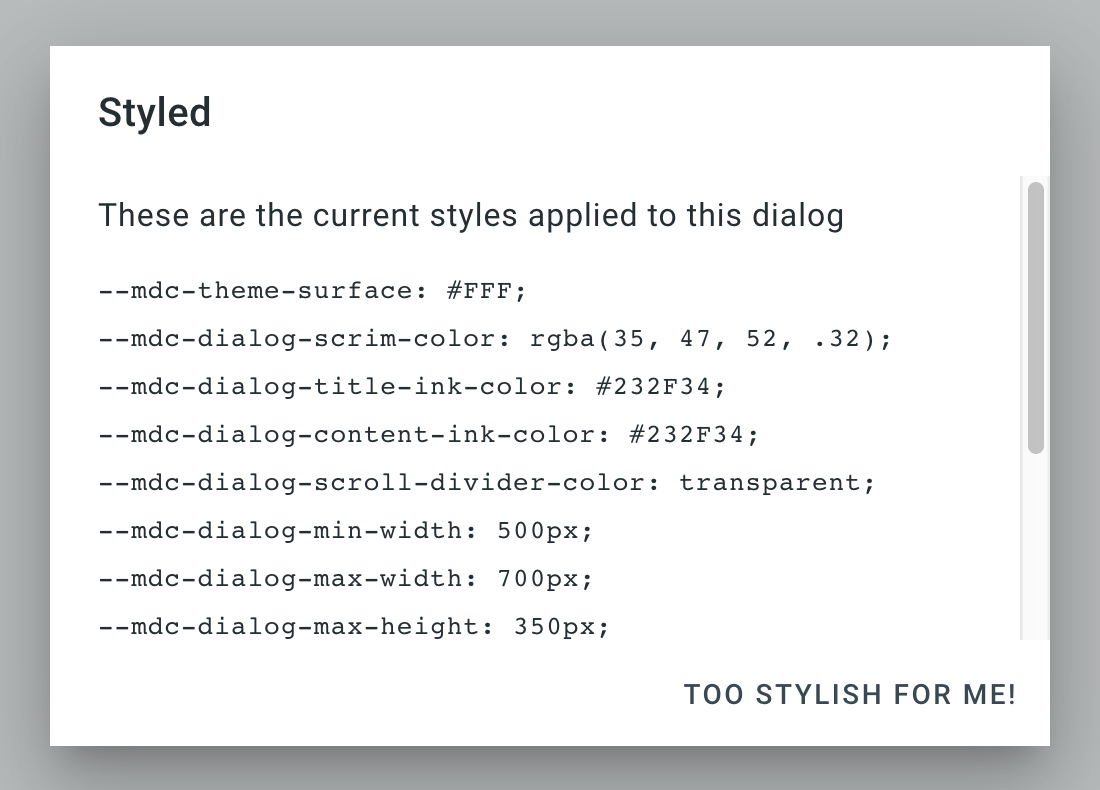 Styled
These are the current styles applied to this dialog
--mdc-theme-surface: #FFF;
--mdc-dialog-scrim-color: rgba(35, 47, 52, .32);
--mdc-dialog-title-ink-color: #232F34;
--mdc-dialog-content-ink-color: #232F34;
--mdc-dialog-scroll-divider-color: transparent;
--mdc-dialog-min-width: 500px;
--mdc-dialog-max-width: 700px;
--mdc-dialog-max-height: 350px;
TOO STYLISH FOR ME!